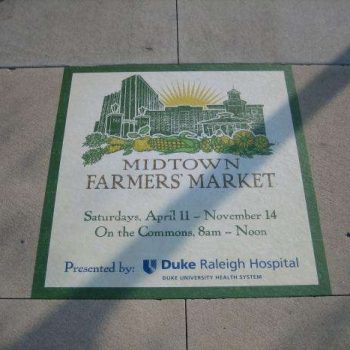 MIDTOWN
FARMERS' MARKET
Saturdays, April 11 - November 14
On the Commons, 8am - Noon
Presented by: Duke Raleigh Hospital
DUKE UNIVERSITY HEALTH SYSTEM